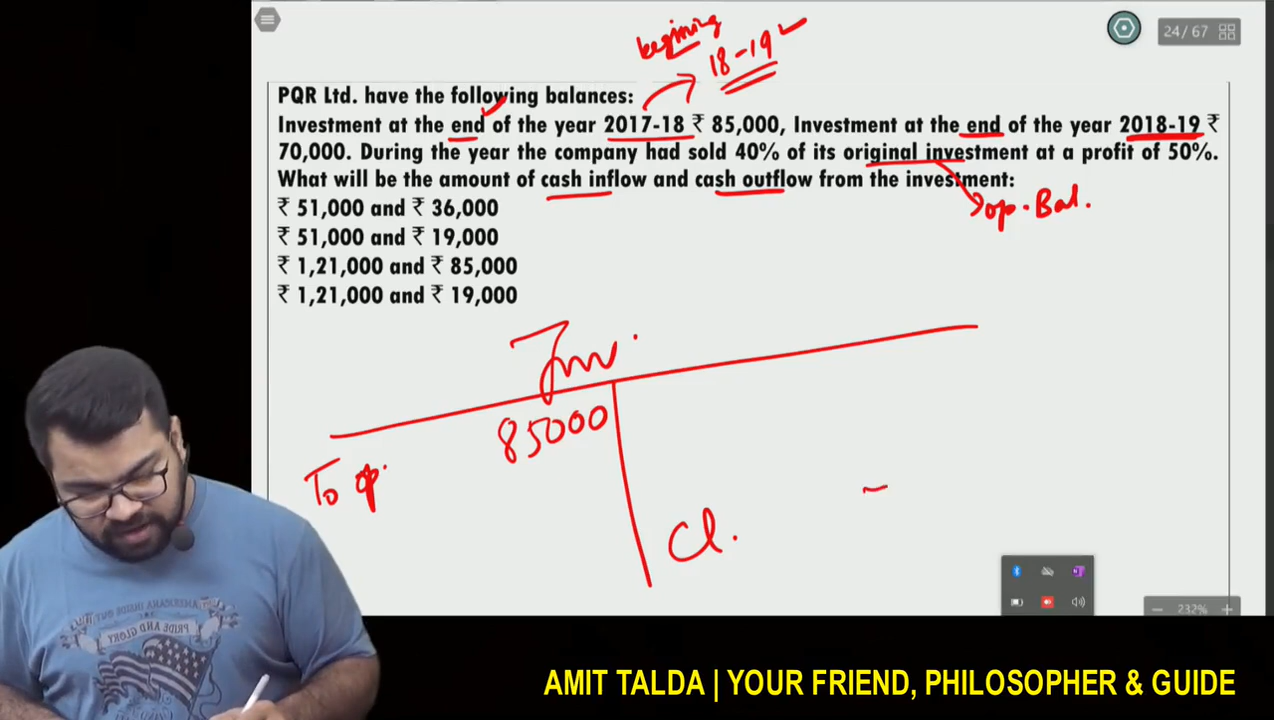 begining
18-19
24/67
PQR Ltd. have the following balances:
Investment at the end of the year 2017-18 ₹ 85,000, Investment at the end of the year 2018-19 ₹
70,000. During the year the company had sold 40% of its original investment at a profit of 50%.
What will be the amount of cash inflow and cash outflow from the investment:
op. Bal.
₹ 51,000 and ₹ 36,000
₹ 51,000 and ₹ 19,000
₹ 1,21,000 and ₹ 85,000
₹ 1,21,000 and ₹ 19,000
Inv.
To op. 85000
Cl.
232%
AMIT TALDA | YOUR FRIEND, PHILOSOPHER & GUIDE